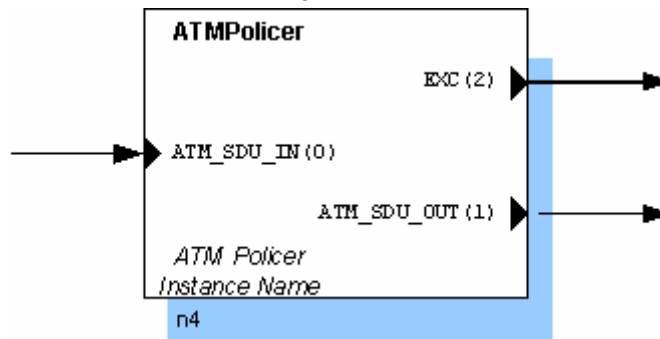 ATMPolicer
EXC(2)
ATM_SDU_IN(0)
ATM_SDU_OUT(1)
ATM Policer
Instance Name
n4